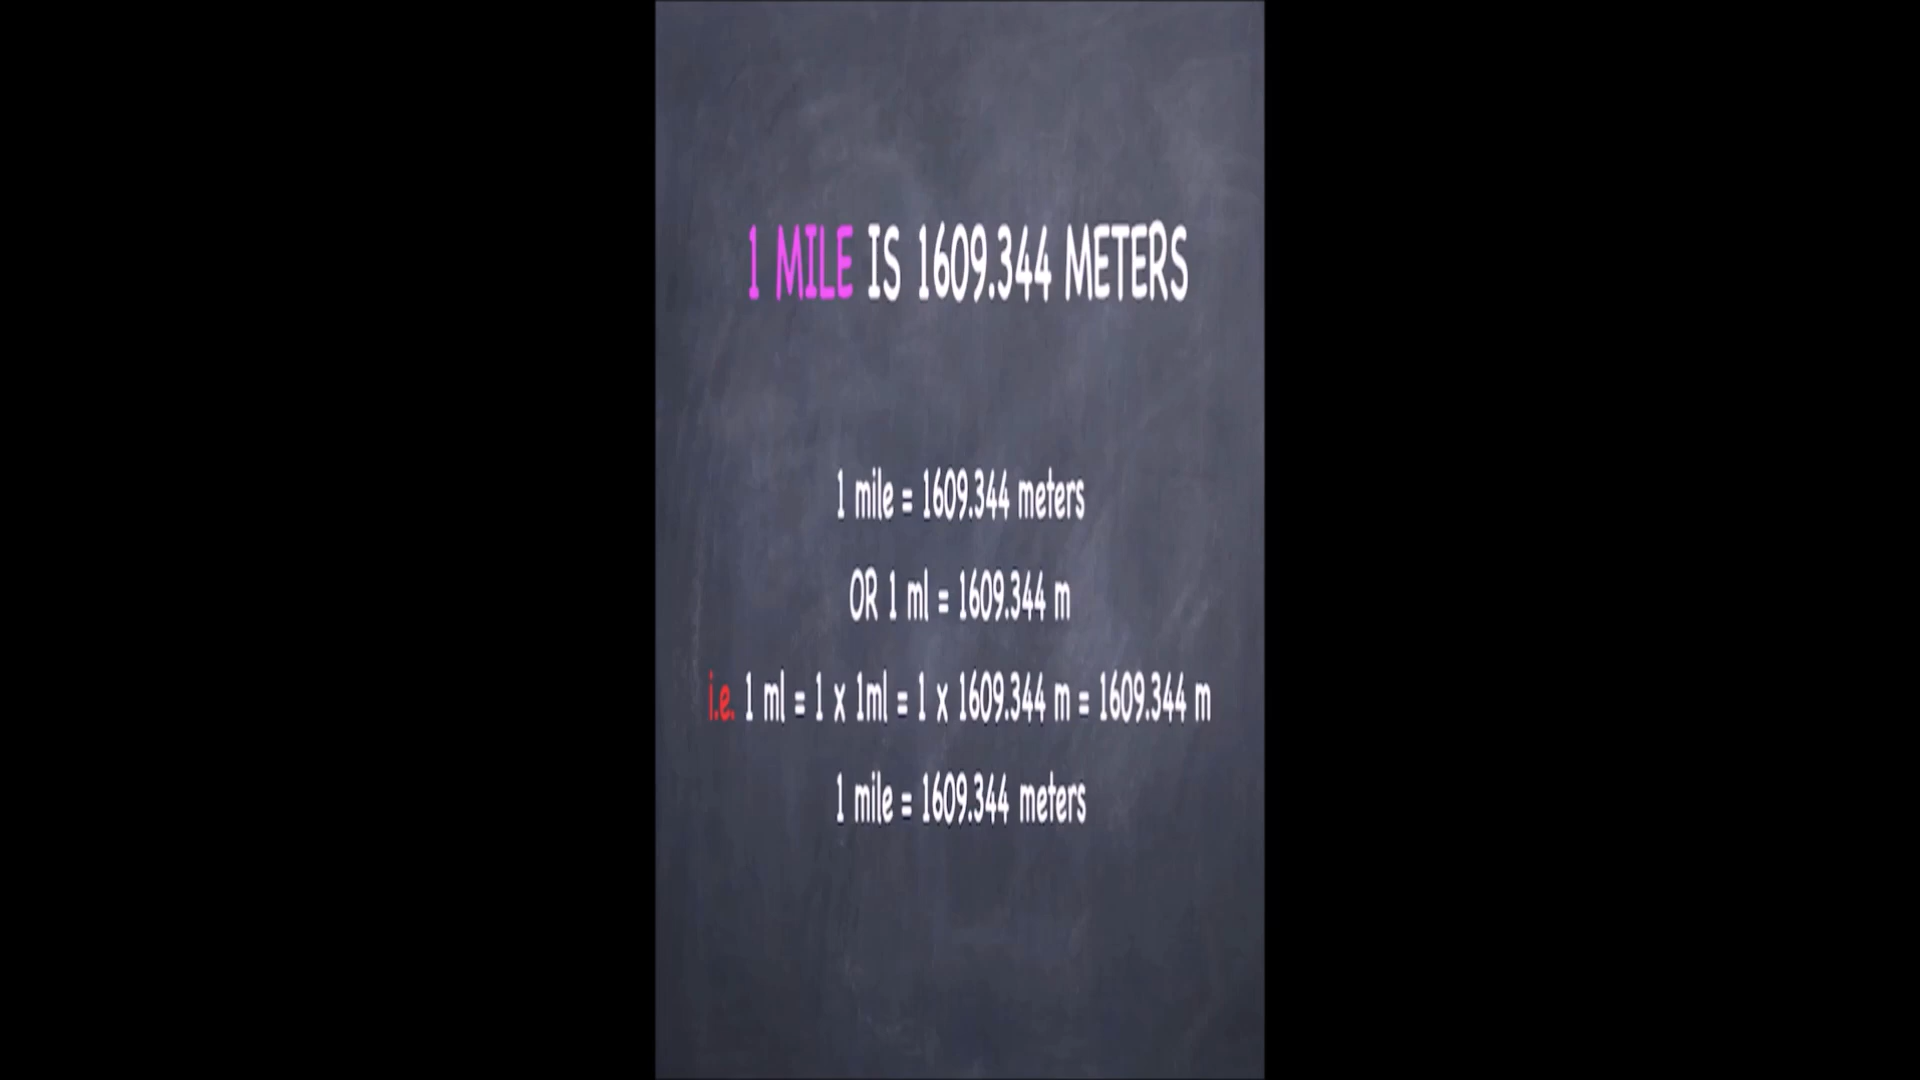 1 MILE IS 1609.344 METERS
1 mile = 1609.344 meters
OR 1 ml = 1609.344 m
i.e. 1 ml = 1 x 1ml = 1 x 1609.344 m = 1609.344 m
1 mile = 1609.344 meters